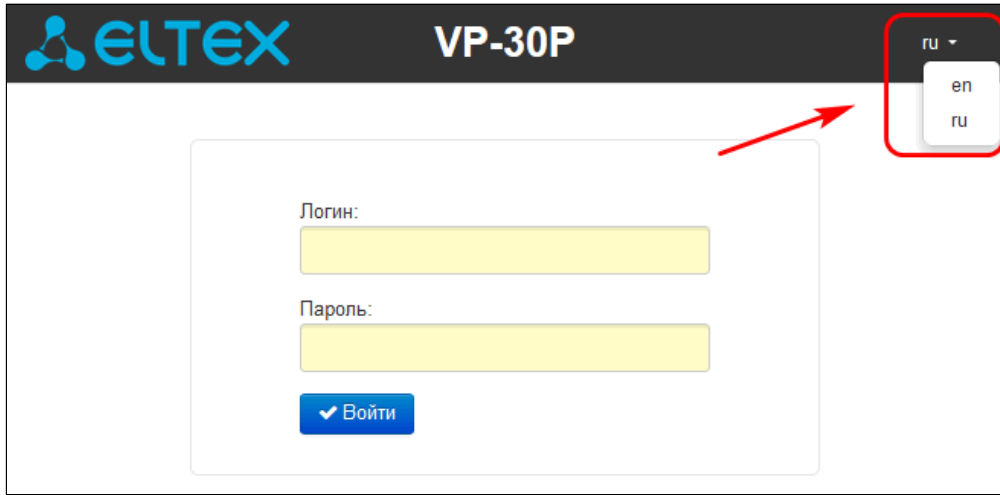 ELTEX
VP-30P
ru
en
ru
Логин:
Пароль:
Войти